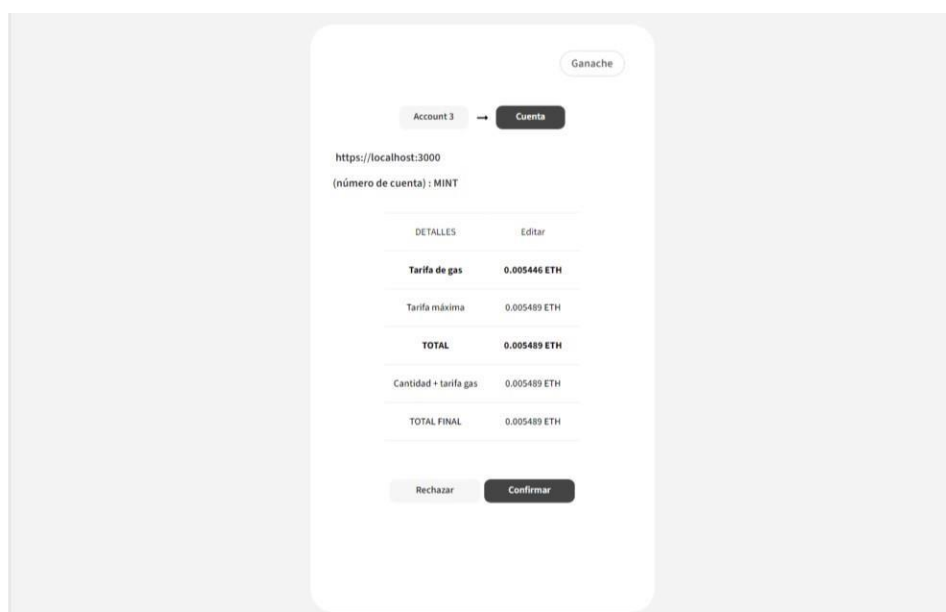 Ganache
Account 3 → Cuenta
https://localhost:3000
(número de cuenta) : MINT
DETALLES Editar
Tarifa de gas 0.005446 ETH
Tarifa máxima 0.005489 ETH
TOTAL 0.005489 ETH
Cantidad + tarifa gas 0.005489 ETH
TOTAL FINAL 0.005489 ETH
Rechazar Confirmar